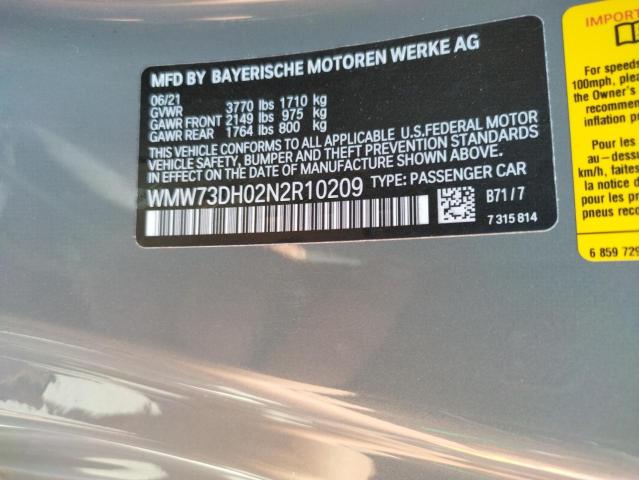 MFD BY BAYERISCHE MOTOREN WERKE AG
06/21
GVWR 3770 lbs 1710 kg
GAWR FRONT 2149 lbs 975 kg
GAWR REAR 1764 lbs 800 kg
THIS VEHICLE CONFORMS TO ALL APPLICABLE U.S.FEDERAL MOTOR
VEHICLE SAFETY, BUMPER, AND THEFT PREVENTION STANDARDS
IN EFFECT ON THE DATE OF MANUFACTURE SHOWN ABOVE.
WMW73DH02N2R10209 TYPE: PASSENGER CAR
B71 / 7
7 315 814
For speeds
100mph, plea
the Owner's
recommen
inflation p
au-dess
km/h, faites
la notice d
pour les p
pneus reco
6 859 729